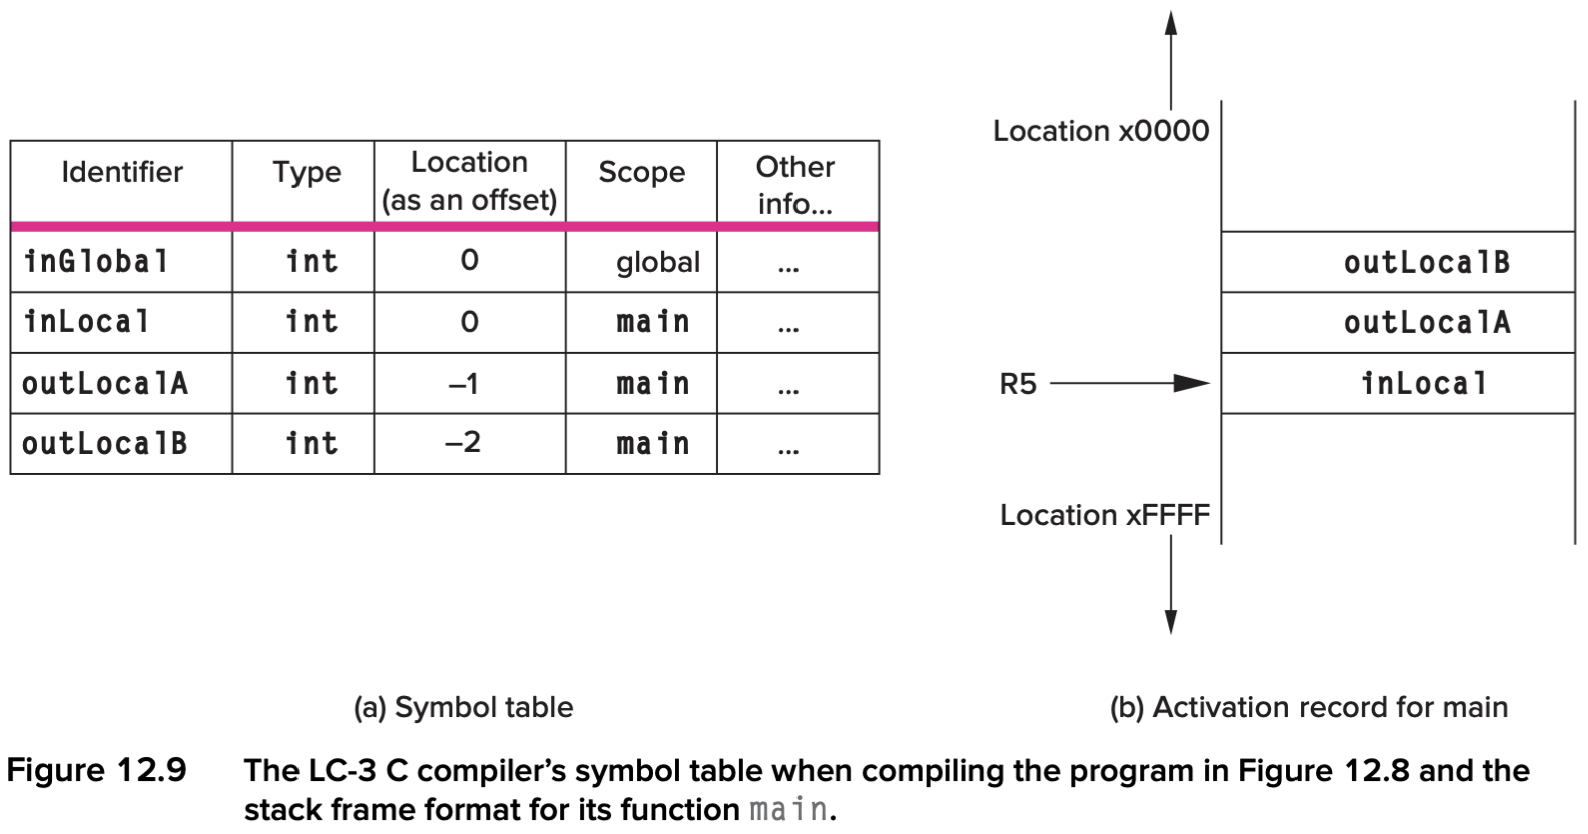 Identifier Type Location (as an offset) Scope Other info...
inGlobal int 0 global ...
inLocal int 0 main ...
outLocalA int –1 main ...
outLocalB int –2 main ...
(a) Symbol table
Location x0000
outLocalB
outLocalA
R5 inLocal
Location xFFFF
(b) Activation record for main
Figure 12.9 The LC-3 C compiler’s symbol table when compiling the program in Figure 12.8 and the
stack frame format for its function main.